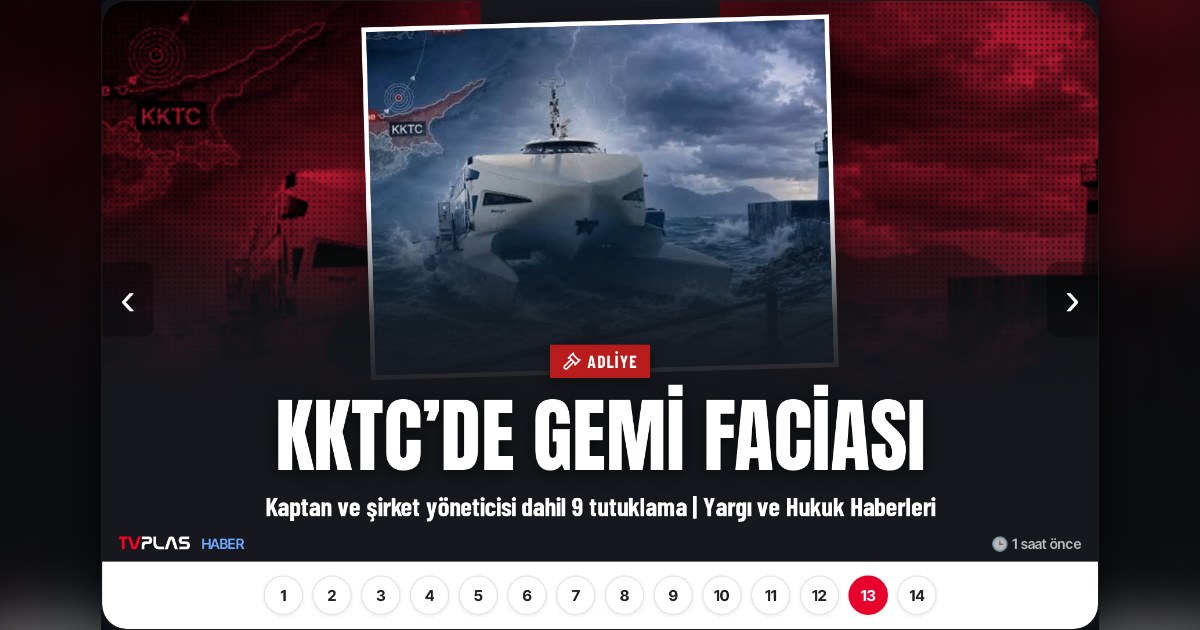 KKTC
KKTC
ADLİYE
KKTC’DE GEMİ FACİASI
Kaptan ve şirket yöneticisi dahil 9 tutuklama | Yargı ve Hukuk Haberleri
TVPLAS HABER
1 saat önce
1 2 3 4 5 6 7 8 9 10 11 12 13 14